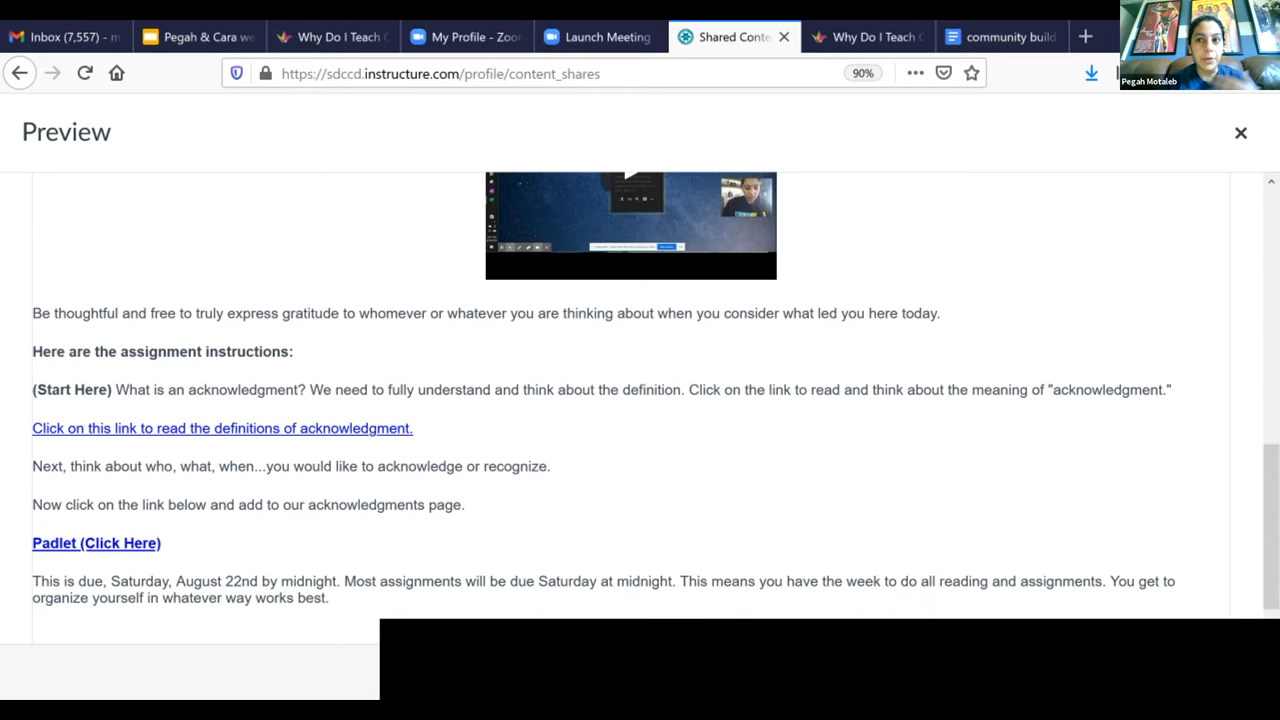 Inbox (7,557) - m
Pegah & Cara we
Why Do I Teach C
My Profile - Zoo
Launch Meeting
Shared Conte
Why Do I Teach C
community build
https://sdccd.instructure.com/profile/content_shares
90%
Pegah Motaleb
Preview
Be thoughtful and free to truly express gratitude to whomever or whatever you are thinking about when you consider what led you here today.
Here are the assignment instructions:
(Start Here) What is an acknowledgment? We need to fully understand and think about the definition. Click on the link to read and think about the meaning of "acknowledgment."
Click on this link to read the definitions of acknowledgment.
Next, think about who, what, when...you would like to acknowledge or recognize.
Now click on the link below and add to our acknowledgments page.
Padlet (Click Here)
This is due, Saturday, August 22nd by midnight. Most assignments will be due Saturday at midnight. This means you have the week to do all reading and assignments. You get to
organize yourself in whatever way works best.